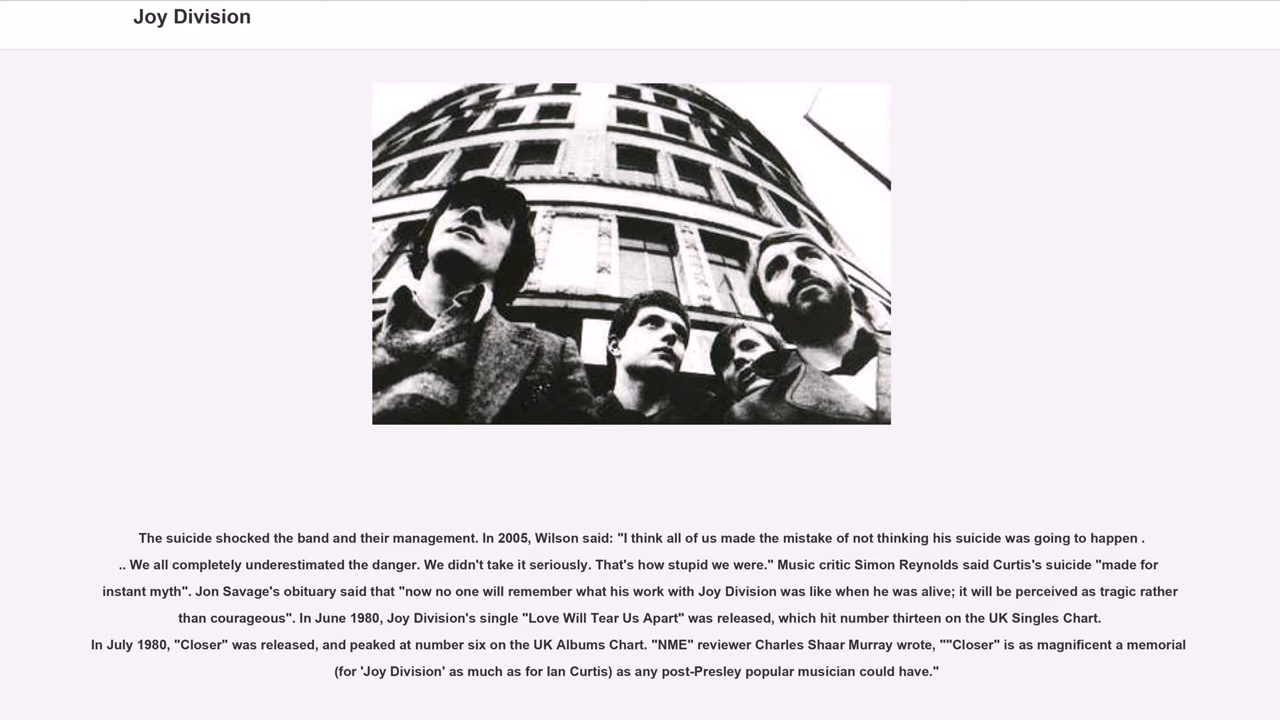 Joy Division
The suicide shocked the band and their management. In 2005, Wilson said: "I think all of us made the mistake of not thinking his suicide was going to happen .
.. We all completely underestimated the danger. We didn't take it seriously. That's how stupid we were." Music critic Simon Reynolds said Curtis's suicide "made for
instant myth". Jon Savage's obituary said that "now no one will remember what his work with Joy Division was like when he was alive; it will be perceived as tragic rather
than courageous". In June 1980, Joy Division's single "Love Will Tear Us Apart" was released, which hit number thirteen on the UK Singles Chart.
In July 1980, "Closer" was released, and peaked at number six on the UK Albums Chart. "NME" reviewer Charles Shaar Murray wrote, ""Closer" is as magnificent a memorial
(for 'Joy Division' as much as for Ian Curtis) as any post-Presley popular musician could have."